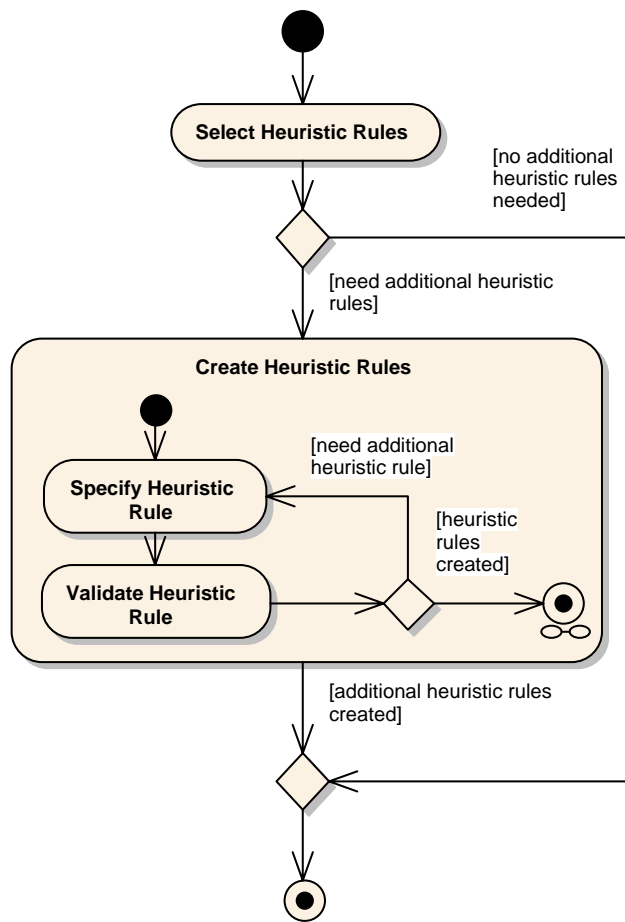 Select Heuristic Rules
[no additional
heuristic rules
needed]
[need additional heuristic
rules]
Create Heuristic Rules
[need additional
heuristic rule]
Specify Heuristic
Rule
[heuristic
rules
created]
Validate Heuristic
Rule
[additional heuristic rules
created]